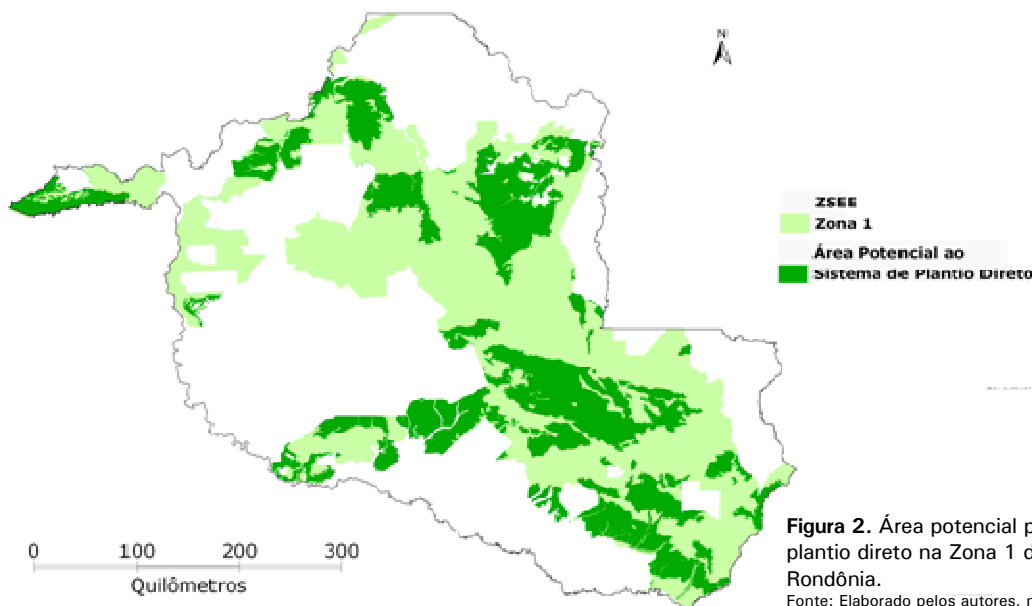 N
ZSEE
Zona 1
Área Potencial ao
Sistema de Plantio Direto
0 100 200 300
Quilômetros
Figura 2. Área potencial p
plantio direto na Zona 1 d
Rondônia.
Fonte: Elaborado pelos autores, n